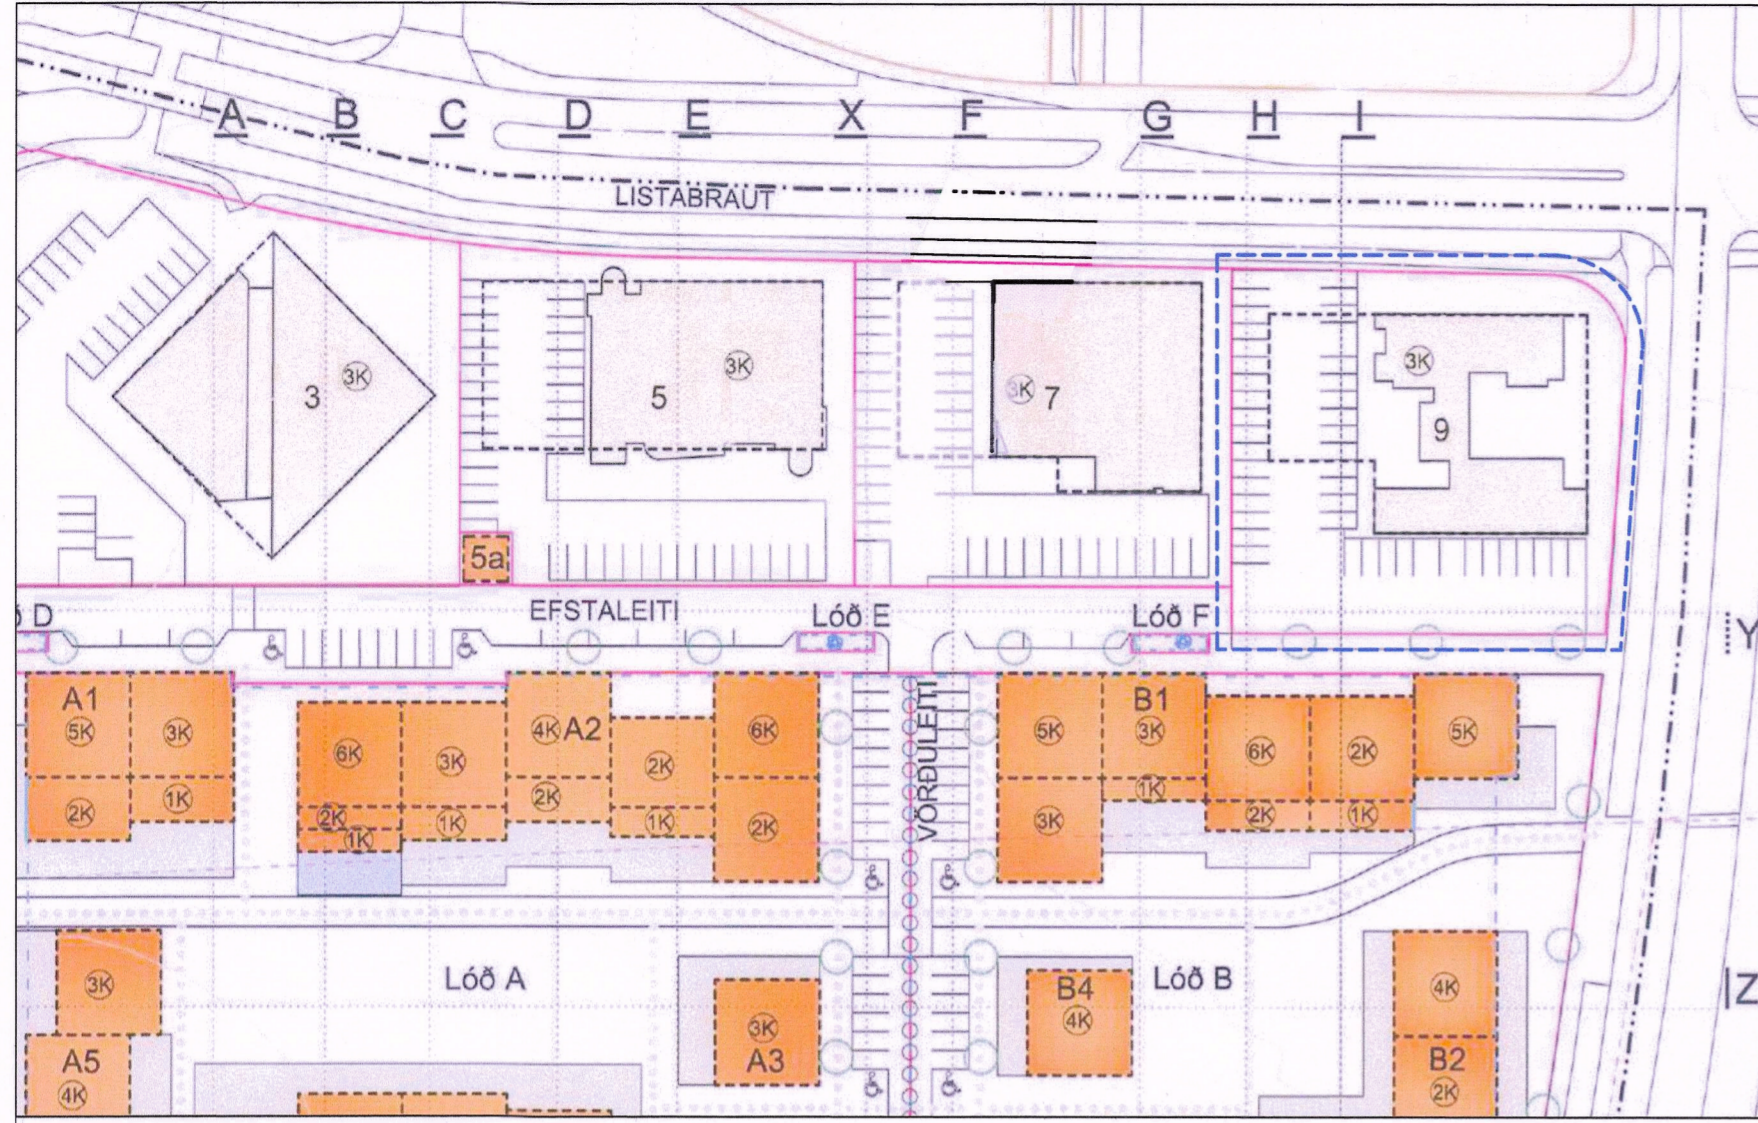 A B C D E X F G H I
LISTABRAUT
3K
3K
3K
3K
3
5
7
9
5a
EFSTALEITI
ð D
Lóð E
Lóð F
Y
A1
5K
3K
2K
1K
6K
3K
4K
A2
2K
6K
2K
1K
1K
2K
1K
2K
VÖRÐULEITI
B1
5K
3K
6K
2K
5K
1K
3K
2K
1K
Lóð A
Lóð B
3K
A5
4K
3K
A3
B4
4K
4K
B2
2K
Z